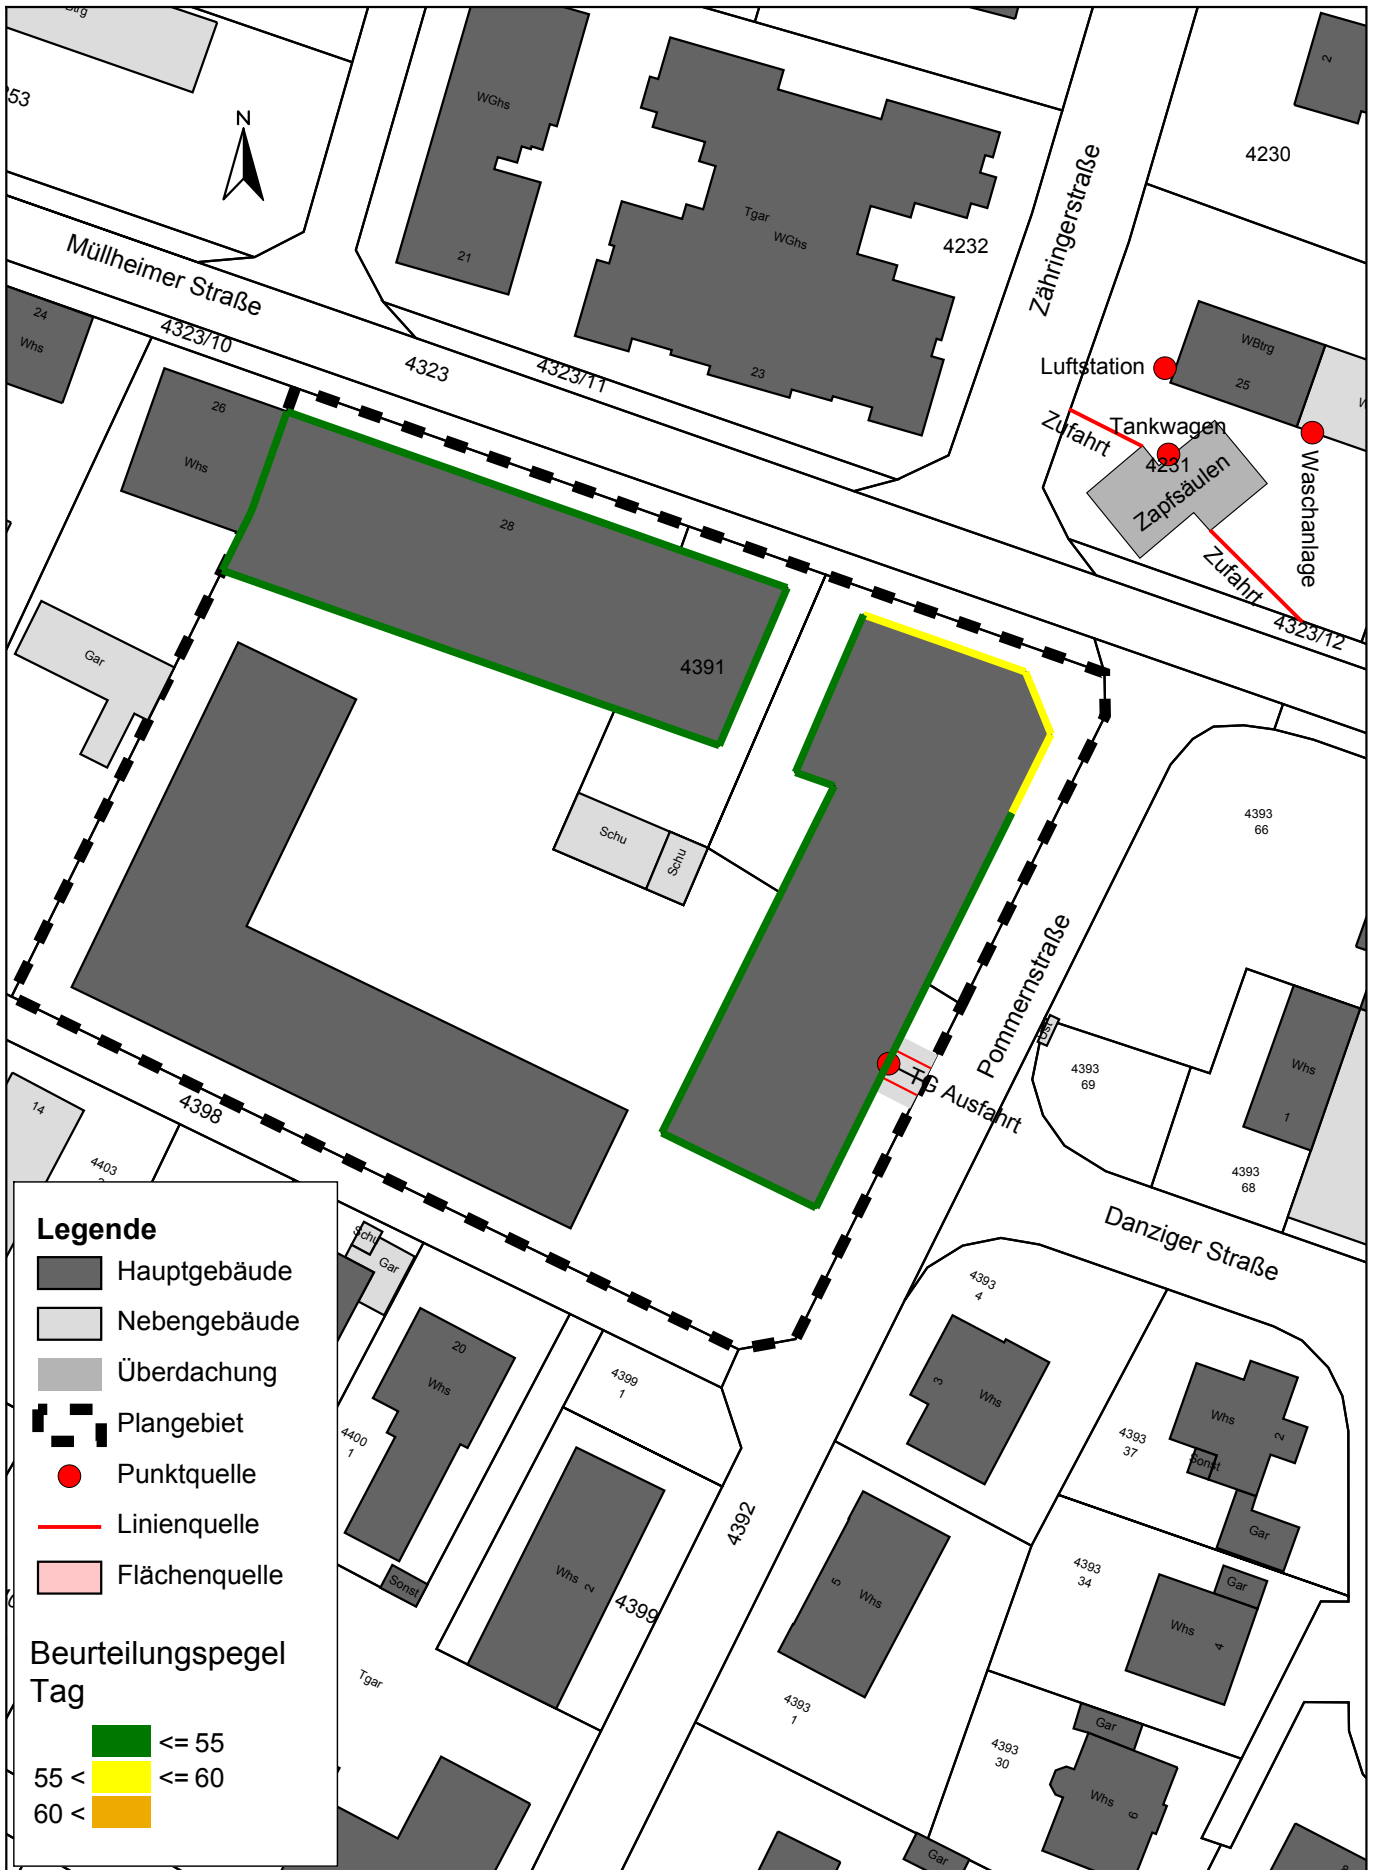 N
Müllheimer Straße
WGhs
21
Tgar
WGhs
23
4232
Zähringerstraße
4230
2
24
Whs
4323/10
4323
4323/11
Luftstation
WBtrg
25
Zufahrt
Tankwagen
4231
Zapfsäulen
Waschanlage
Zufahrt
4323/12
26
Whs
28
4391
Gar
Schu
Schu
4393
66
Pommernstraße
TG Ausfahrt
4393
69
Whs
1
4393
68
Danziger Straße
14
4398
4403
Schu
Gar
20
Whs
4400
1
Sonst
4399
1
Whs
2
4399
Tgar
4392
4393
4
3
Whs
4393
37
Whs
2
Sonst
Gar
5
Whs
4393
34
Gar
Whs
4
4393
1
4393
30
Gar
Whs
6
Gar
Legende
Hauptgebäude
Nebengebäude
Überdachung
Plangebiet
Punktquelle
Linienquelle
Flächenquelle
Beurteilungspegel
Tag
<= 55
55 < <= 60
60 <